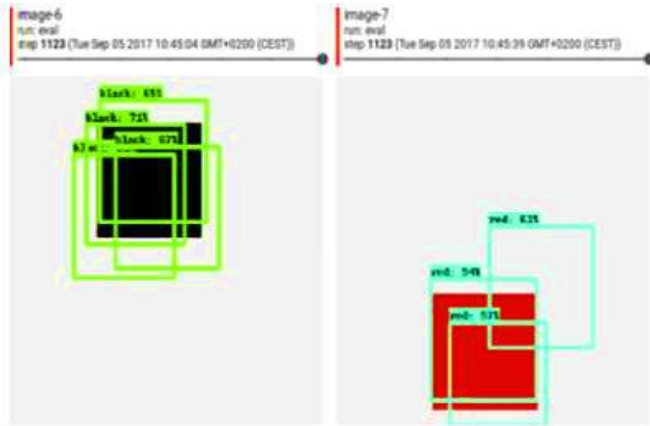 image-6
run: eval
step 1123 (Tue Sep 05 2017 10:45:04 GMT+0200 (CEST))
black: 65%
black: 71%
black: 67%
image-7
run: eval
step 1123 (Tue Sep 05 2017 10:45:39 GMT+0200 (CEST))
red: 61%
red: 54%
red: 53%